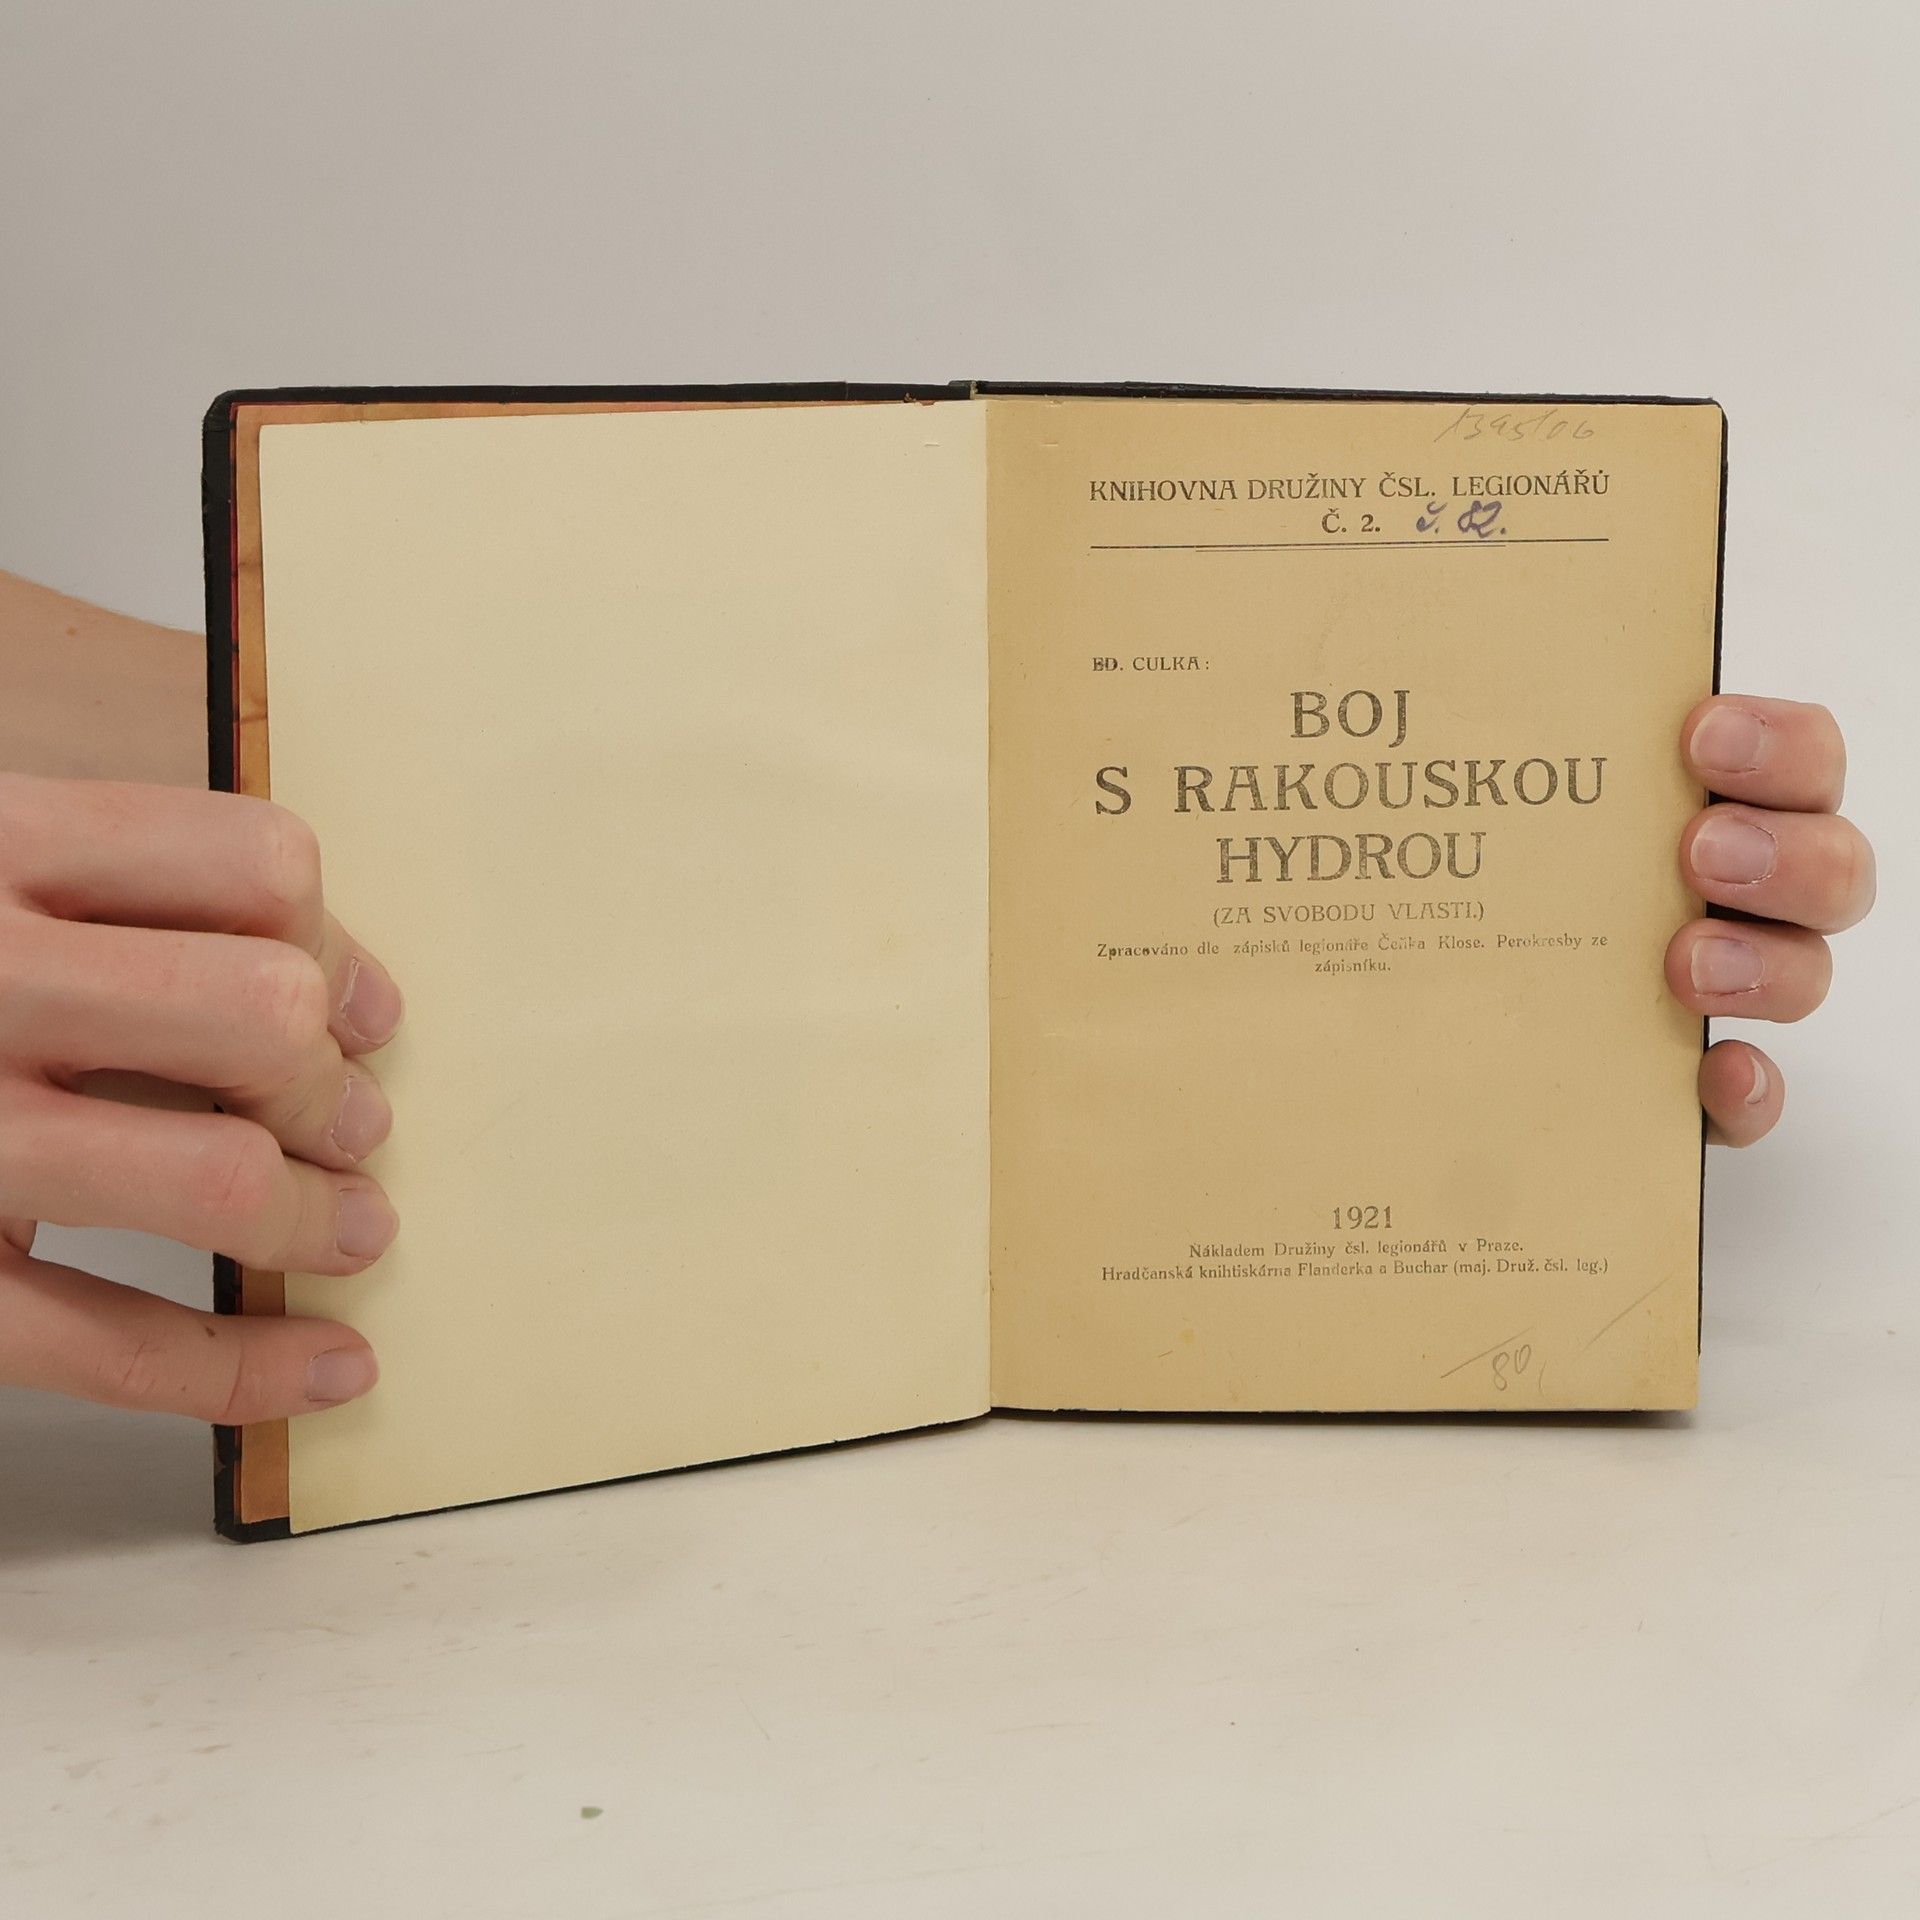 KNIHOVNA DRUŽINY ČSL. LEGIONÁŘŮ
Č. 2. č. 82.
ED. CULKA:
BOJ
S RAKOUSKOU
HYDROU
(ZA SVOBODU VLASTI.)
Zpracováno dle zápisků legionáře Čeňka Klose. Perokresby ze
zápisníku.
1921
Nákladem Družiny čsl. legionářů v Praze.
Hradčanská knihtiskárna Flanderka a Buchar (maj. Druž. čsl. leg.)
80,